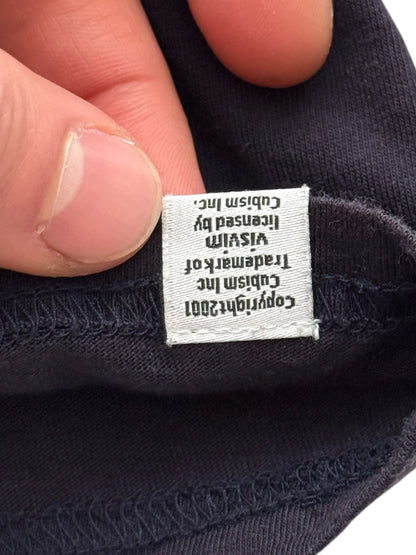 Copyright2001
Cubism Inc
Trademark of
visvim
licensed by
Cubism Inc.